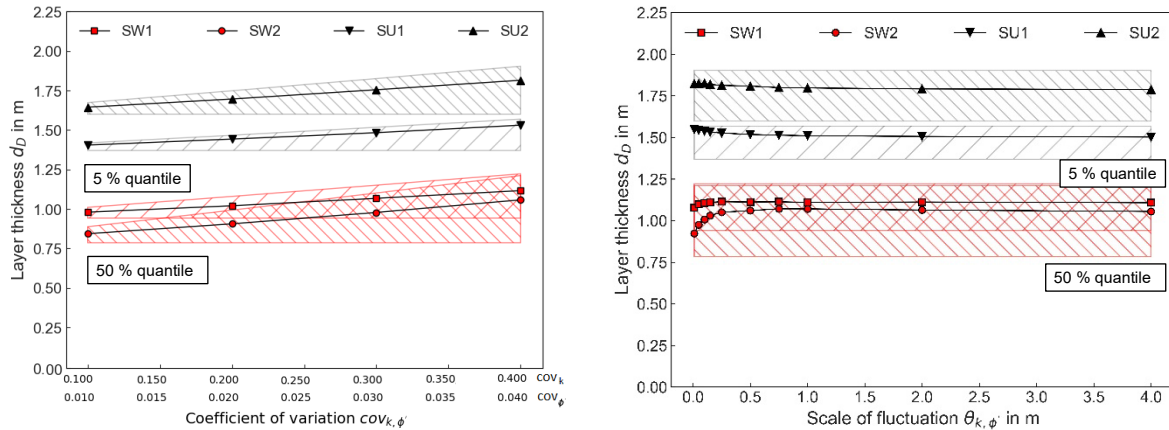 2.25
SW1 SW2 SU1 SU2
2.00
1.75
1.50
1.25
5 % quantile
1.00
0.75
50 % quantile
0.50
0.25
0.00
Layer thickness d_D in m
0.100 0.150 0.200 0.250 0.300 0.350 0.400 cov_k
0.010 0.015 0.020 0.025 0.030 0.035 0.040 cov_ϕ
Coefficient of variation cov_{k,ϕ′}
2.25
SW1 SW2 SU1 SU2
2.00
1.75
1.50
1.25
5 % quantile
1.00
0.75
50 % quantile
0.50
0.25
0.00
Layer thickness d_D in m
0.0 0.5 1.0 1.5 2.0 2.5 3.0 3.5 4.0
Scale of fluctuation θ_{k,ϕ′} in m